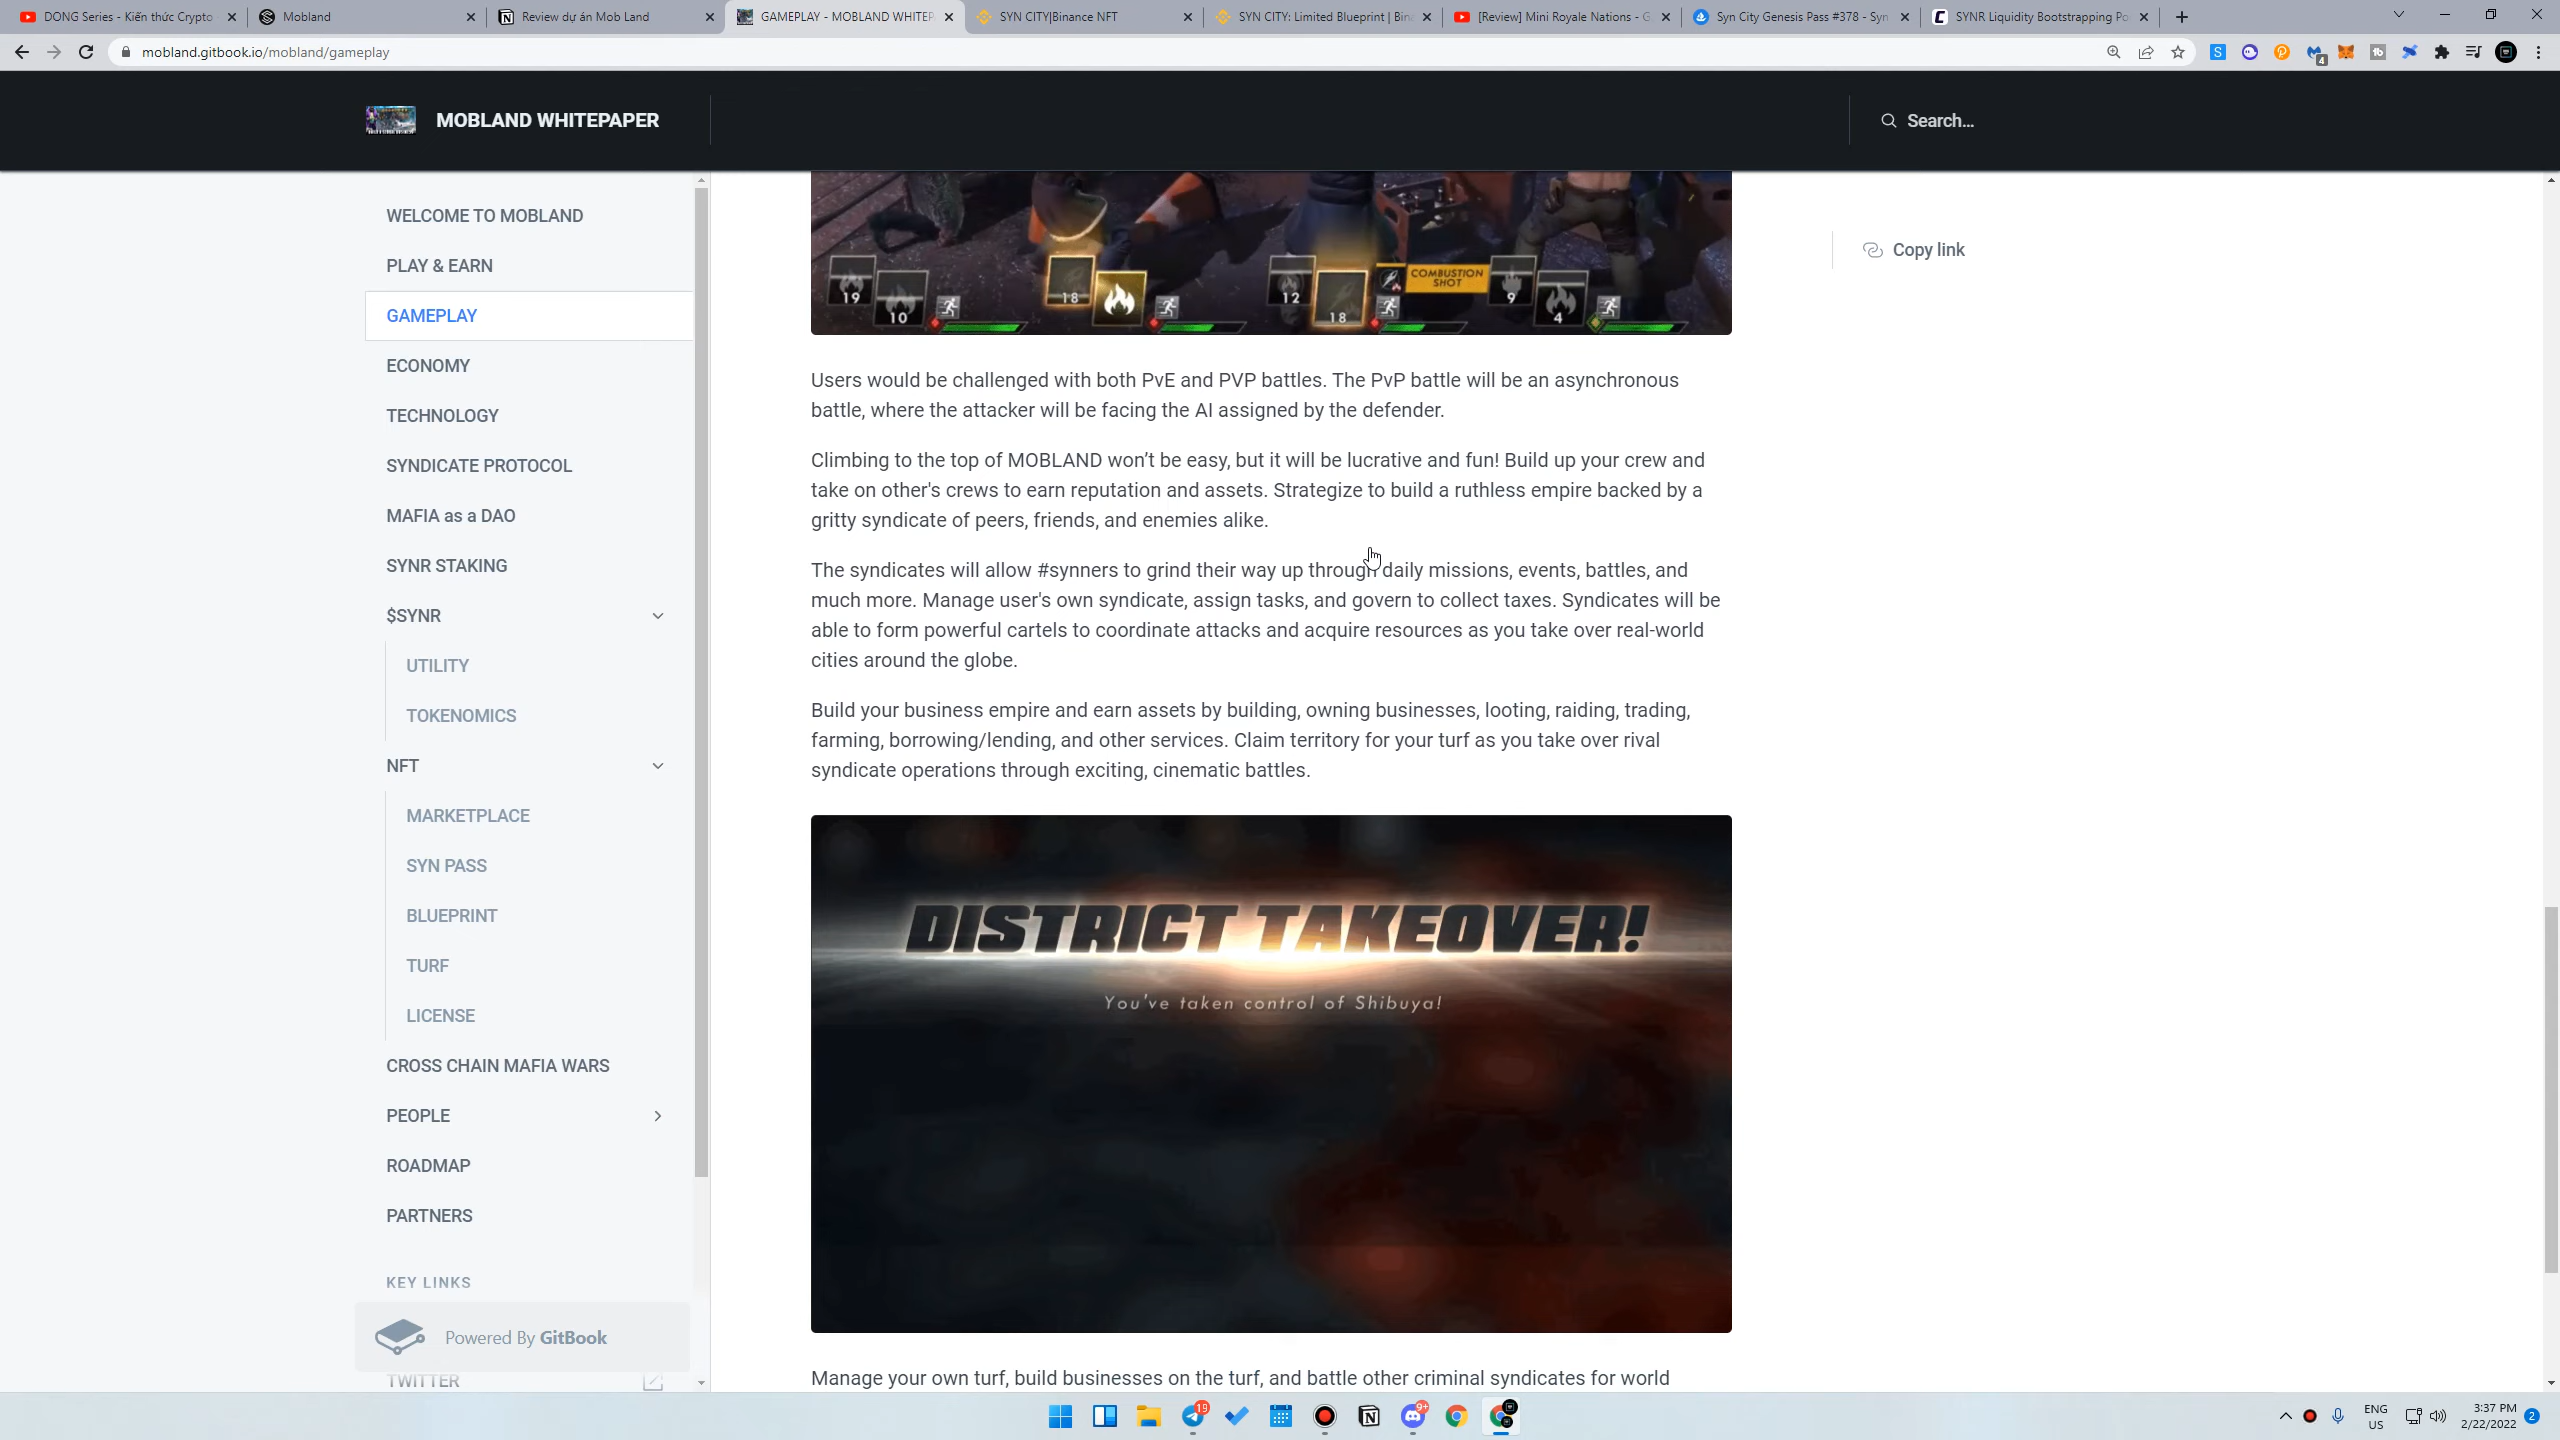 DONG Series - Kiến thức Crypto
Mobland
Review dự án Mob Land
GAMEPLAY - MOBLAND WHITEP
SYN CITY|Binance NFT
SYN CITY: Limited Blueprint | Bin
[Review] Mini Royale Nations - G
Syn City Genesis Pass #378 - Syn
SYNR Liquidity Bootstrapping Po
mobland.gitbook.io/mobland/gameplay
4
MOBLAND WHITEPAPER
Search...
WELCOME TO MOBLAND
PLAY & EARN
GAMEPLAY
ECONOMY
TECHNOLOGY
SYNDICATE PROTOCOL
MAFIA as a DAO
SYNR STAKING
$SYNR
UTILITY
TOKENOMICS
NFT
MARKETPLACE
SYN PASS
BLUEPRINT
TURF
LICENSE
CROSS CHAIN MAFIA WARS
PEOPLE
ROADMAP
PARTNERS
KEY LINKS
Powered By GitBook
TWITTER
19
10
18
12
18
COMBUSTION
SHOT
9
4
Users would be challenged with both PvE and PVP battles. The PvP battle will be an asynchronous
battle, where the attacker will be facing the AI assigned by the defender.
Climbing to the top of MOBLAND won't be easy, but it will be lucrative and fun! Build up your crew and
take on other's crews to earn reputation and assets. Strategize to build a ruthless empire backed by a
gritty syndicate of peers, friends, and enemies alike.
The syndicates will allow #synners to grind their way up through daily missions, events, battles, and
much more. Manage user's own syndicate, assign tasks, and govern to collect taxes. Syndicates will be
able to form powerful cartels to coordinate attacks and acquire resources as you take over real-world
cities around the globe.
Build your business empire and earn assets by building, owning businesses, looting, raiding, trading,
farming, borrowing/lending, and other services. Claim territory for your turf as you take over rival
syndicate operations through exciting, cinematic battles.
DISTRICT TAKEOVER!
You've taken control of Shibuya!
Manage your own turf, build businesses on the turf, and battle other criminal syndicates for world
Copy link
19
9+
ENG
US
3:37 PM
2/22/2022
2